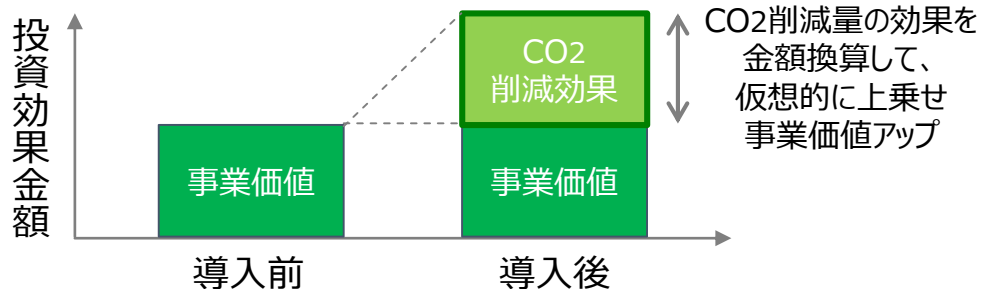 投資効果金額
CO2
削減効果
事業価値
事業価値
CO2削減量の効果を
金額換算して、
仮想的に上乗せ
事業価値アップ
導入前
導入後